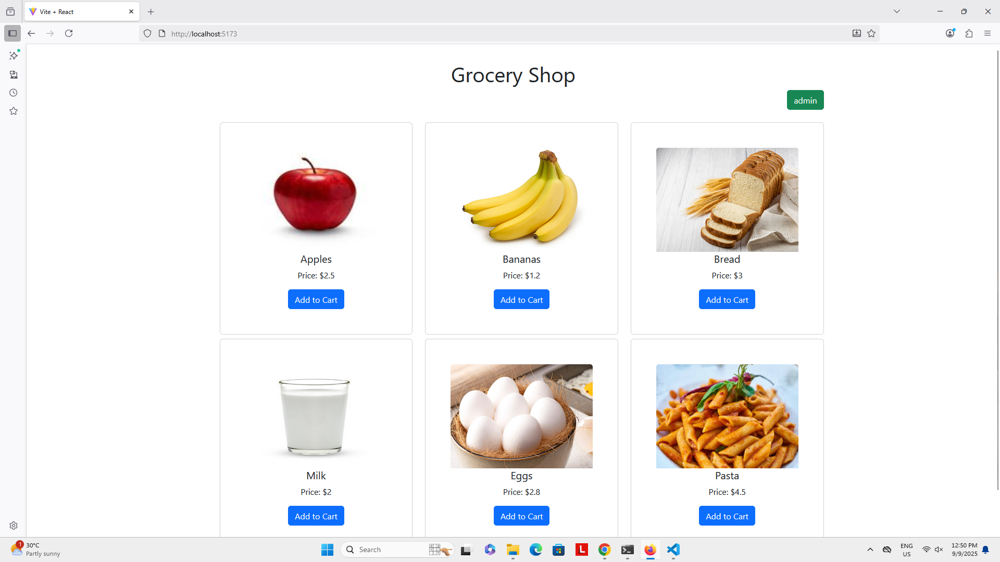 Vite + React
http://localhost:5173
Grocery Shop
admin
Apples
Price: $2.5
Add to Cart
Bananas
Price: $1.2
Add to Cart
Bread
Price: $3
Add to Cart
Milk
Price: $2
Add to Cart
Eggs
Price: $2.8
Add to Cart
Pasta
Price: $4.5
Add to Cart
1
30°C
Partly sunny
Search
L
ENG
US
12:50 PM
9/9/2025